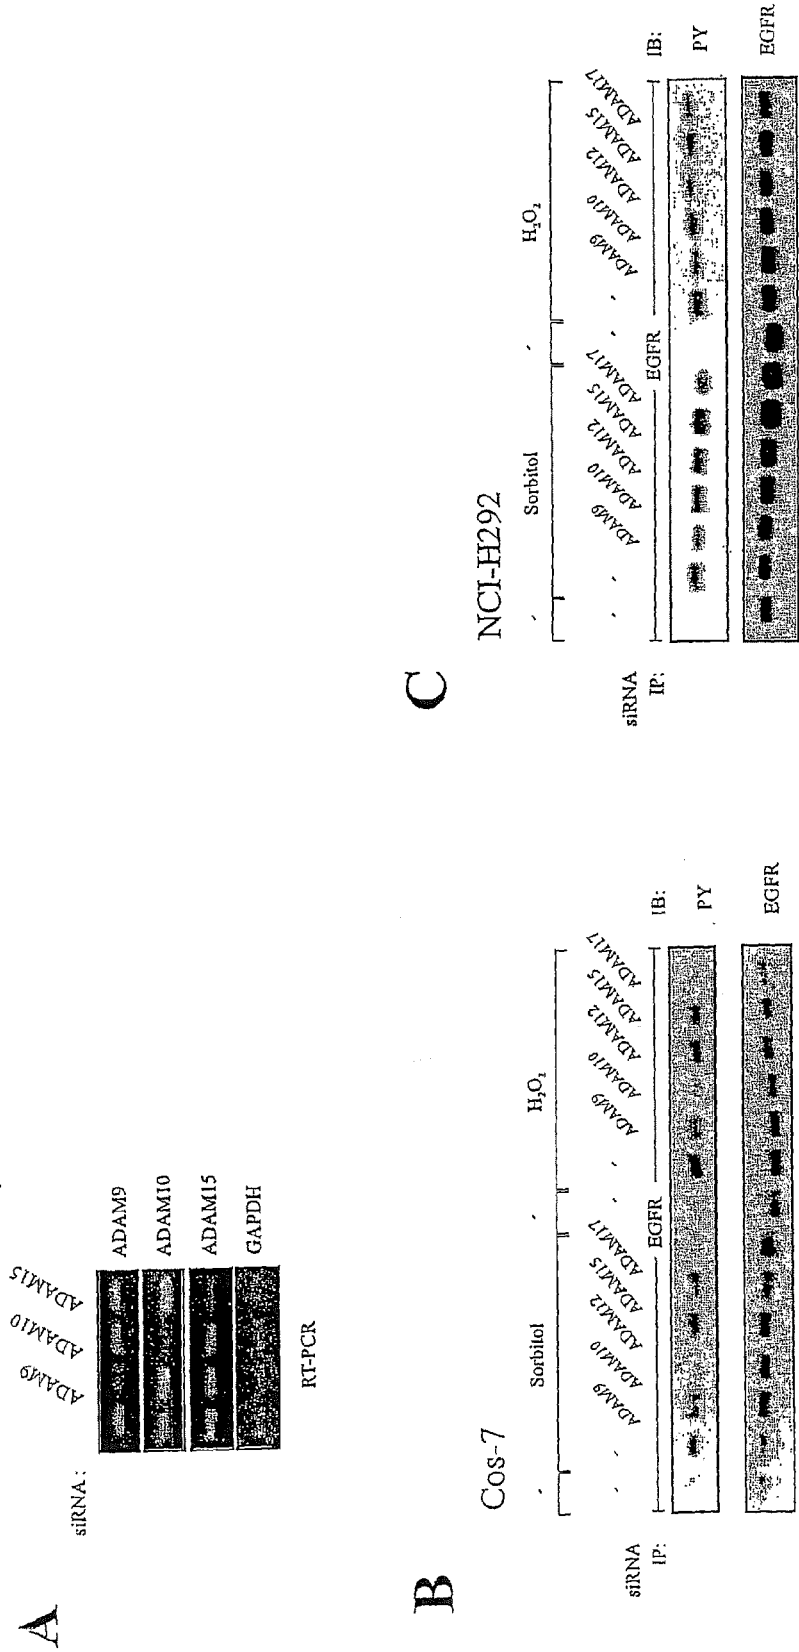 A
siRNA: ADAM9 ADAM10 ADAM15
ADAM9
ADAM10
ADAM15
GAPDH
RT-PCR
B
Cos-7
- Sorbitol - H₂O₂
siRNA - - ADAM9 ADAM10 ADAM12 ADAM15 ADAM17 - - ADAM9 ADAM10 ADAM12 ADAM15 ADAM17
IP: EGFR IB:
PY
EGFR
C
NCI-H292
- Sorbitol - H₂O₂
siRNA - - ADAM9 ADAM10 ADAM12 ADAM15 ADAM17 - - ADAM9 ADAM10 ADAM12 ADAM15 ADAM17
IP: EGFR IB:
PY
EGFR